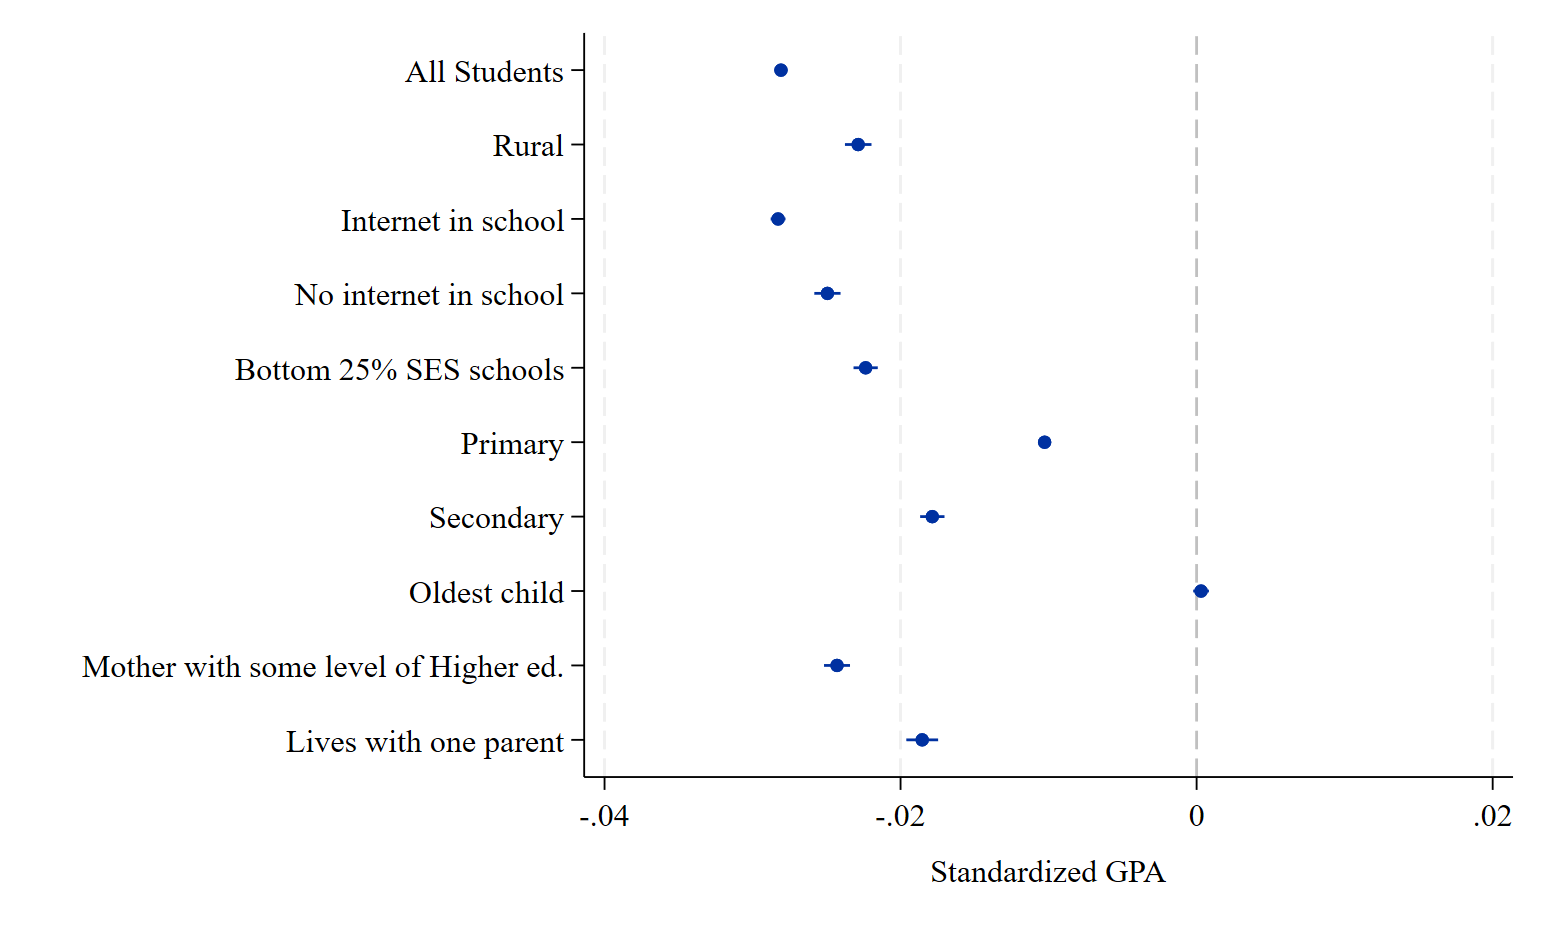 All Students
Rural
Internet in school
No internet in school
Bottom 25% SES schools
Primary
Secondary
Oldest child
Mother with some level of Higher ed.
Lives with one parent
-.04 -.02 0 .02
Standardized GPA